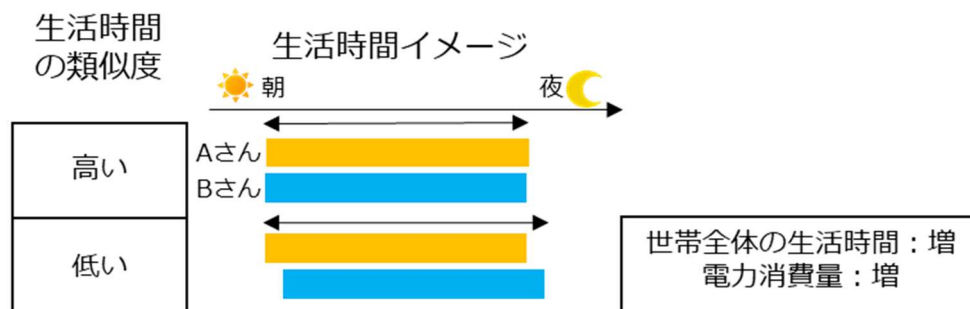 生活時間
の類似度
生活時間イメージ
朝
夜
高い
Aさん
Bさん
低い
世帯全体の生活時間：増
電力消費量：増